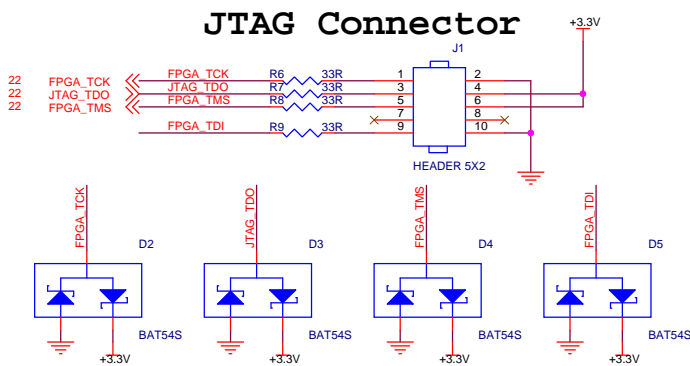 JTAG Connector
+3.3V
J1
22 FPGA_TCK FPGA_TCK R6 33R 1 2
22 JTAG_TDO JTAG_TDO R7 33R 3 4
22 FPGA_TMS FPGA_TMS R8 33R 5 6
7 8
FPGA_TDI R9 33R 9 10
HEADER 5X2
FPGA_TCK JTAG_TDO FPGA_TMS FPGA_TDI
D2 D3 D4 D5
BAT54S BAT54S BAT54S BAT54S
+3.3V +3.3V +3.3V +3.3V